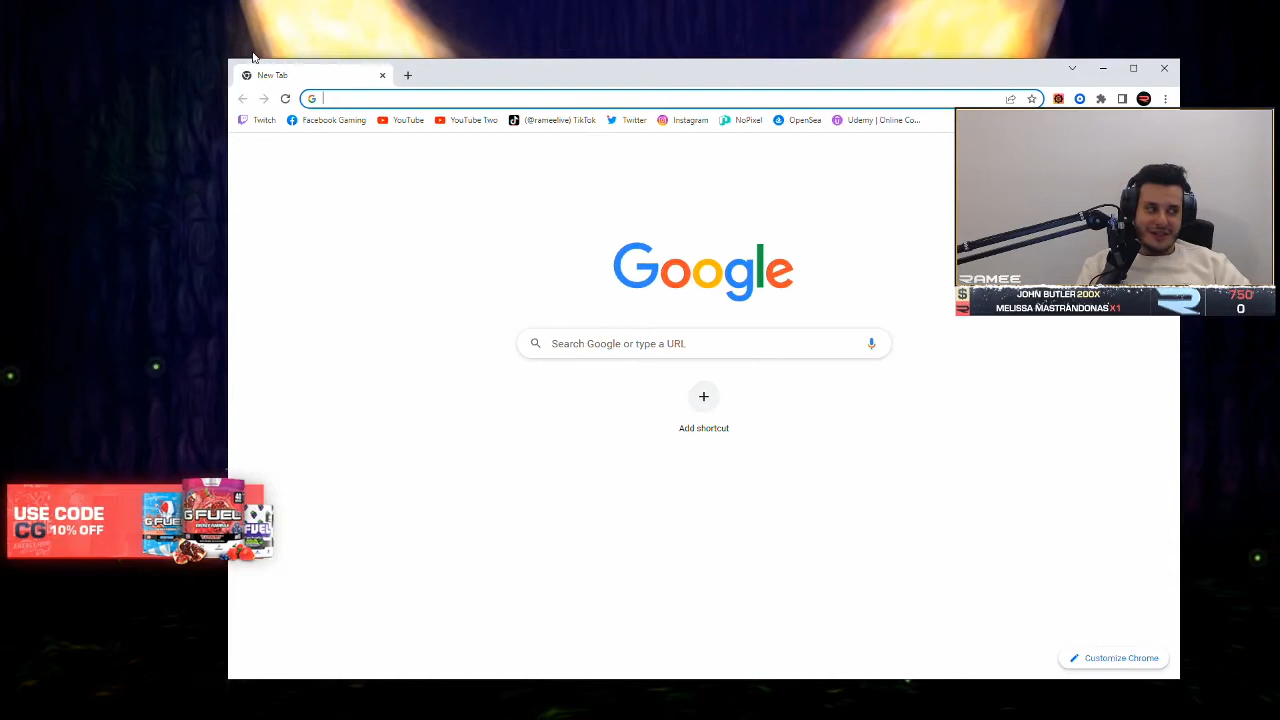 New Tab
Twitch Facebook Gaming YouTube YouTube Two (@rameelive) TikTok Twitter Instagram NoPixel OpenSea Udemy | Online Co...
Google
Search Google or type a URL
Add shortcut
Customize Chrome
RAMEE
JOHN BUTLER 200X
MELISSA MASTRANDONAS X1
750
0
USE CODE
CG 10% OFF
G FUEL
G FUEL
FUEL